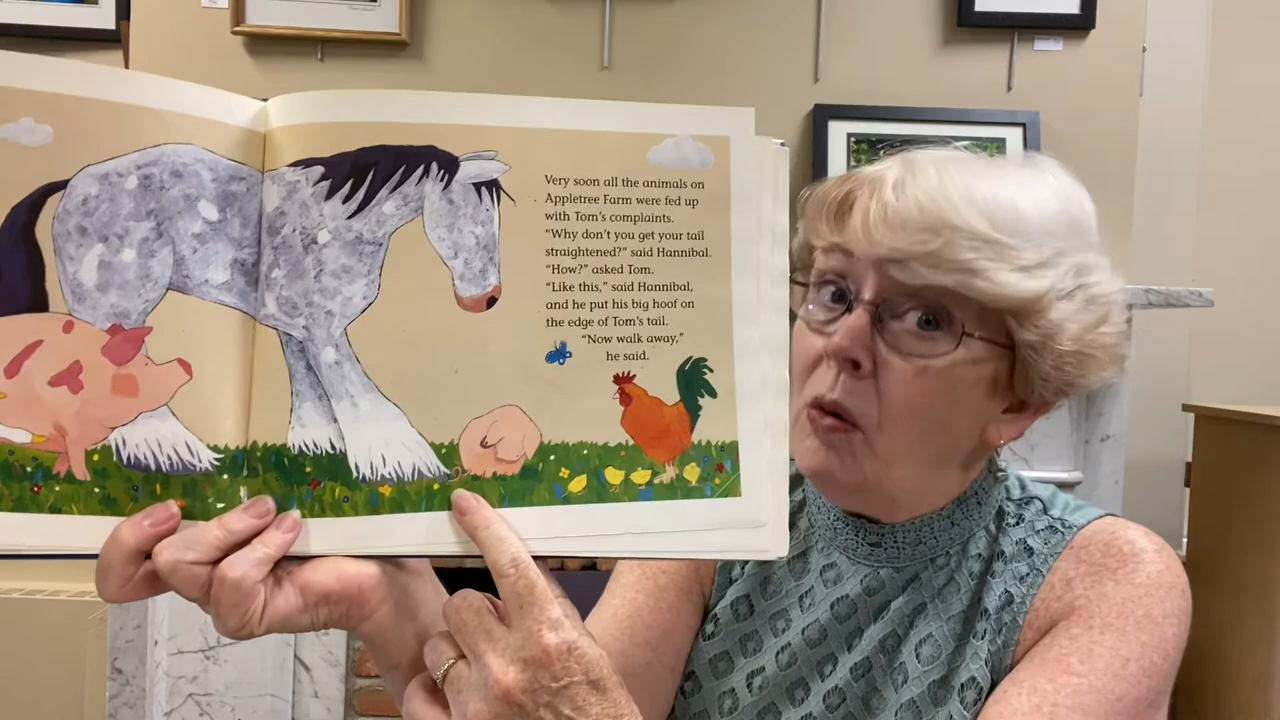 Very soon all the animals on
Appletree Farm were fed up
with Tom's complaints.
"Why don't you get your tail
straightened?" said Hannibal.
"How?" asked Tom.
"Like this," said Hannibal,
and he put his big hoof on
the edge of Tom's tail.
"Now walk away,"
he said.